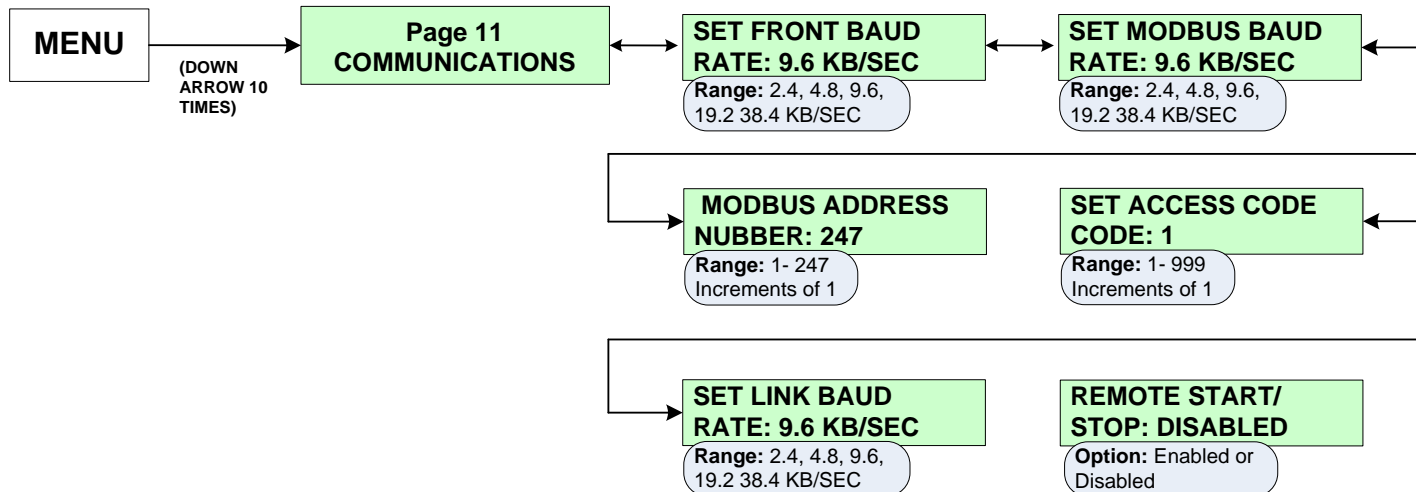 MENU
(DOWN
ARROW 10
TIMES)
Page 11
COMMUNICATIONS
SET FRONT BAUD
RATE: 9.6 KB/SEC
Range: 2.4, 4.8, 9.6,
19.2 38.4 KB/SEC
SET MODBUS BAUD
RATE: 9.6 KB/SEC
Range: 2.4, 4.8, 9.6,
19.2 38.4 KB/SEC
MODBUS ADDRESS
NUBBER: 247
Range: 1- 247
Increments of 1
SET ACCESS CODE
CODE: 1
Range: 1- 999
Increments of 1
SET LINK BAUD
RATE: 9.6 KB/SEC
Range: 2.4, 4.8, 9.6,
19.2 38.4 KB/SEC
REMOTE START/
STOP: DISABLED
Option: Enabled or
Disabled